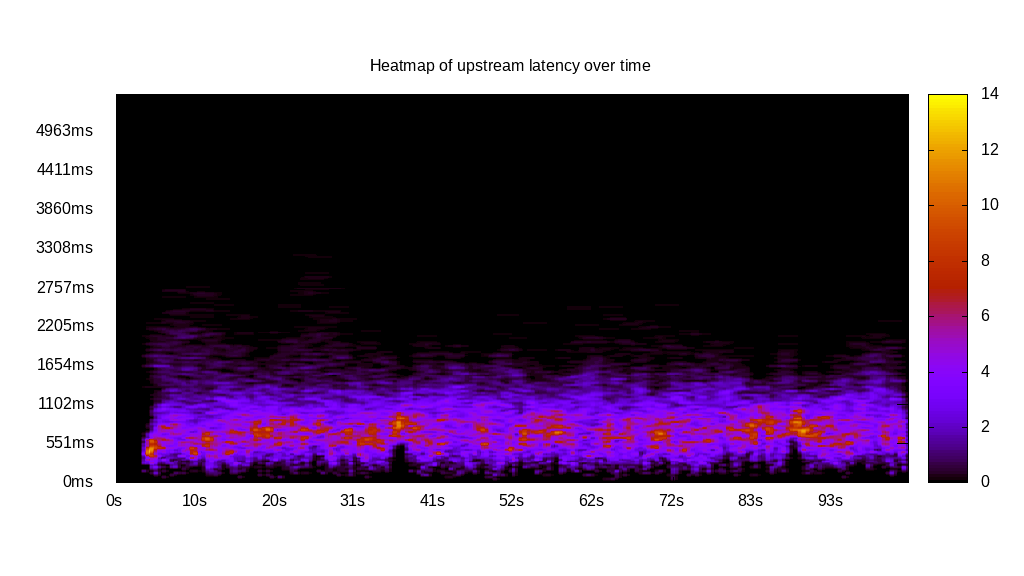 Heatmap of upstream latency over time
4963ms
4411ms
3860ms
3308ms
2757ms
2205ms
1654ms
1102ms
551ms
0ms
0s 10s 20s 31s 41s 52s 62s 72s 83s 93s
14
12
10
8
6
4
2
0